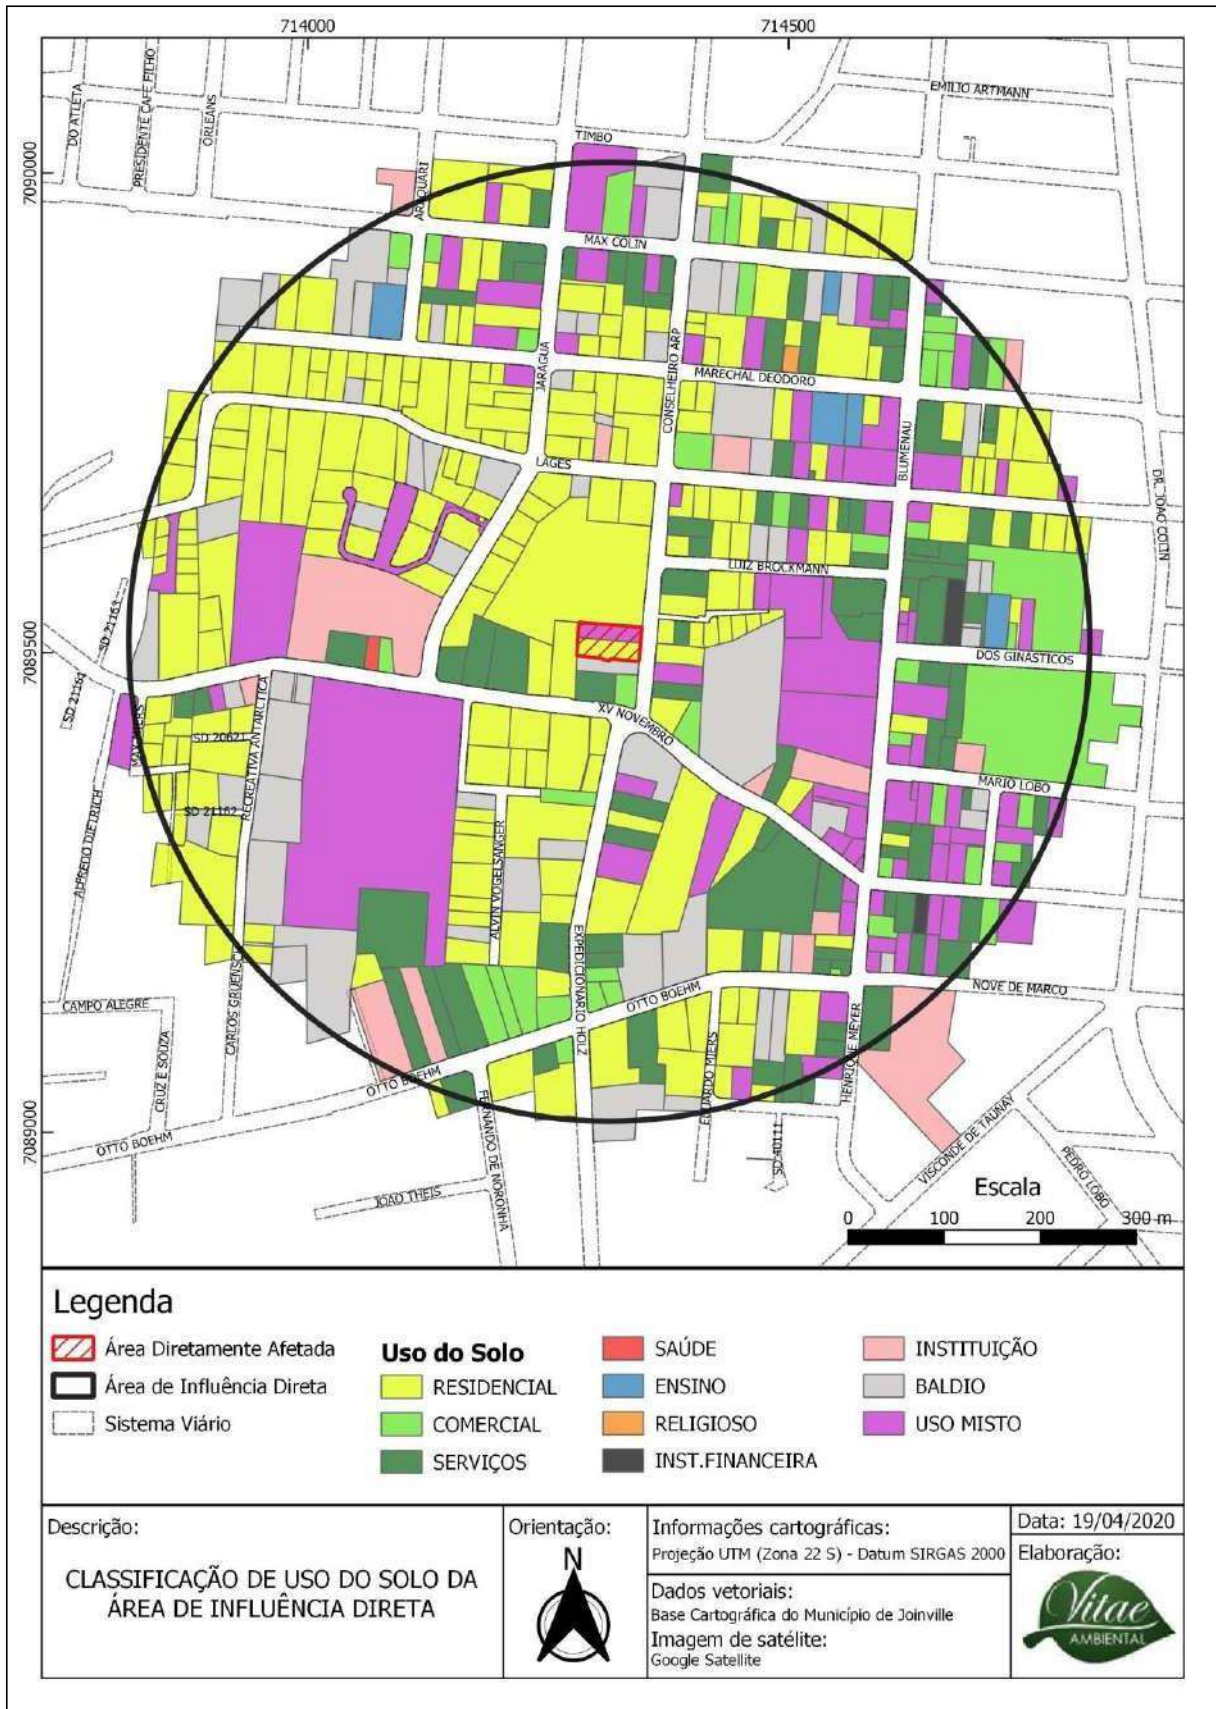 714000
714500
7090000
7089500
7089000
DO ATLETA
PRESIDENTE CAFE FILHO
ORLEANS
EMILIO ARTMANN
TIMBO
ARAQUARI
MAX COLIN
JARAGUA
CONSELHEIRO ARP
MARECHAL DEODORO
BLUMENAU
LAGES
DR. JOAO COLIN
LUIZ BROCKMANN
SD 21163
SD 21161
DOS GINASTICOS
XV NOVEMBRO
MAX MIERS
SD 20621
RECREATIVA ANTARCTICA
SD 21162
MARIO LOBO
ALFREDO DIETRICH
ALVIN VOGELSANGER
EXPEDICIONARIO HOLZ
CARLOS GRUENSCH
OTTO BOEHM
NOVE DE MARCO
CAMPO ALEGRE
CRUZ E SOUZA
OTTO BOEHM
EDUARDO MIERS
HENRIQUE MEYER
OTTO BOEHM
FERNANDO DE NORONHA
SD 40111
VISCONDE DE TAUNAY
PEDRO LOBO
JOAO THEIS
Escala
0 100 200 300 m
Legenda
Área Diretamente Afetada
Área de Influência Direta
Sistema Viário
Uso do Solo
RESIDENCIAL
COMERCIAL
SERVIÇOS
SAÚDE
ENSINO
RELIGIOSO
INST.FINANCEIRA
INSTITUIÇÃO
BALDIO
USO MISTO
Descrição:
CLASSIFICAÇÃO DE USO DO SOLO DA
ÁREA DE INFLUÊNCIA DIRETA
Orientação:
N
Informações cartográficas:
Projeção UTM (Zona 22 S) - Datum SIRGAS 2000
Dados vetoriais:
Base Cartográfica do Município de Joinville
Imagem de satélite:
Google Satellite
Data: 19/04/2020
Elaboração:
Vitae
AMBIENTAL